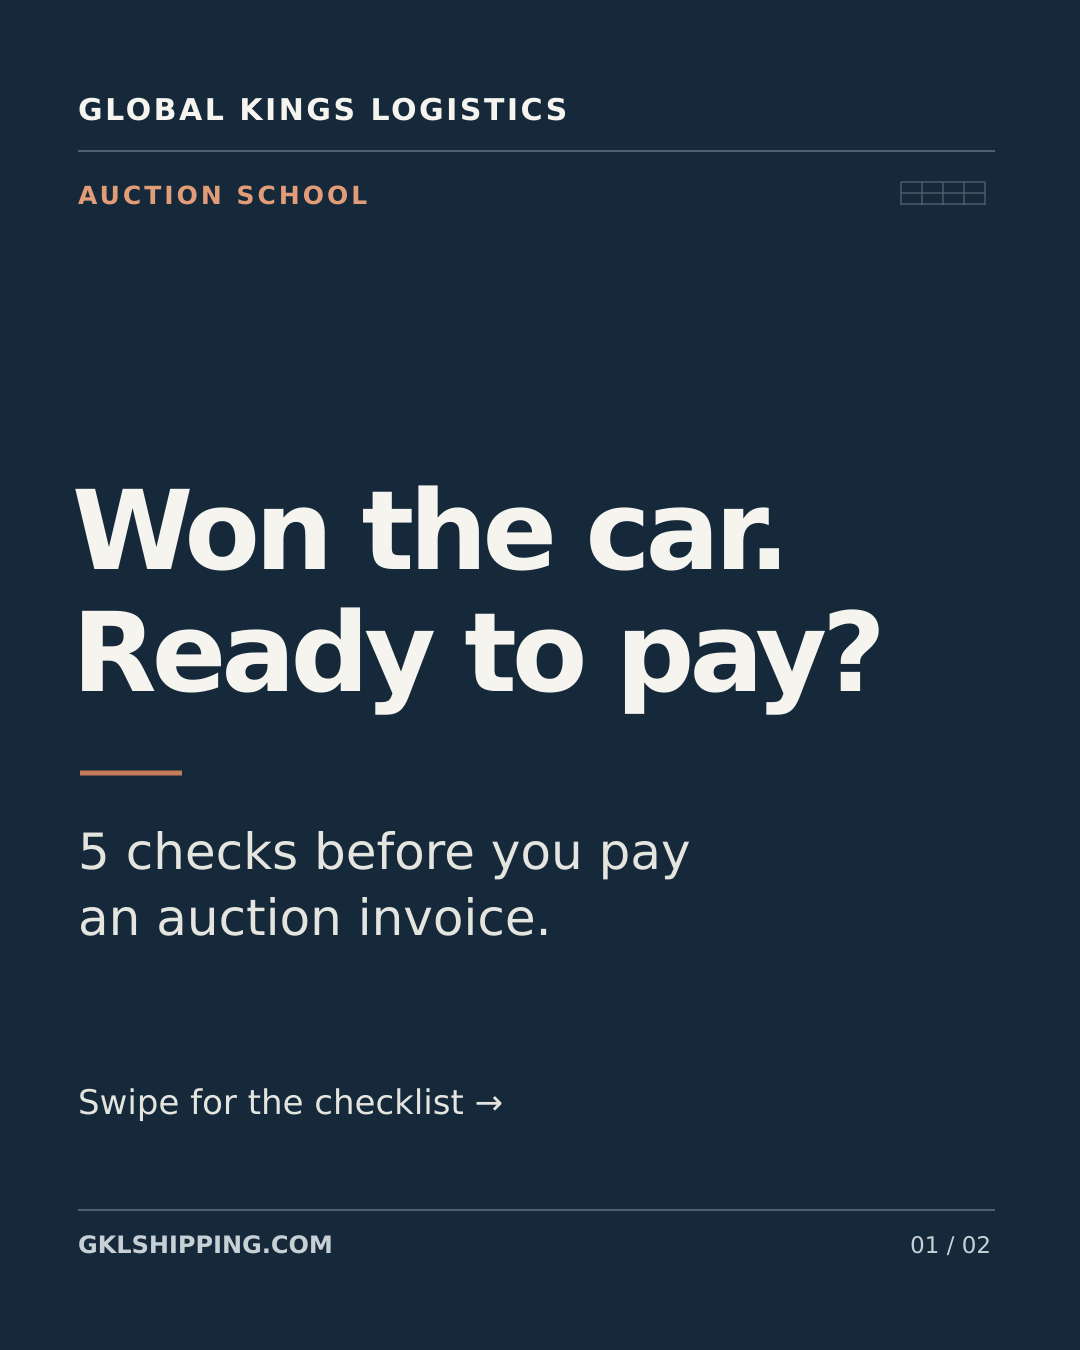 GLOBAL KINGS LOGISTICS
AUCTION SCHOOL
Won the car.
Ready to pay?
5 checks before you pay
an auction invoice.
Swipe for the checklist →
GKLSHIPPING.COM
01 / 02